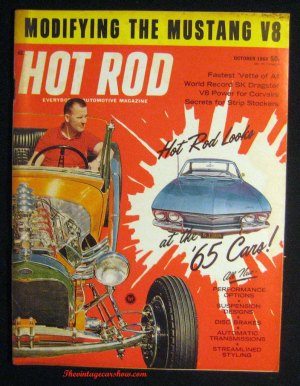 MODIFYING THE MUSTANG V8
OCTOBER 1964 50c
HOT ROD
EVERYBODY'S AUTOMOTIVE MAGAZINE
Fastest 'Vette of All
World Record SK Dragster
V8 Power for Corvairs
Secrets for Strip Stockers
Hot Rod Looks
at the
'65 Cars!
All New
PERFORMANCE
OPTIONS
SUSPENSION
DESIGNS
DISC BRAKES
AUTOMATIC
TRANSMISSIONS
STREAMLINED
STYLING
Thevintagecarshow.com